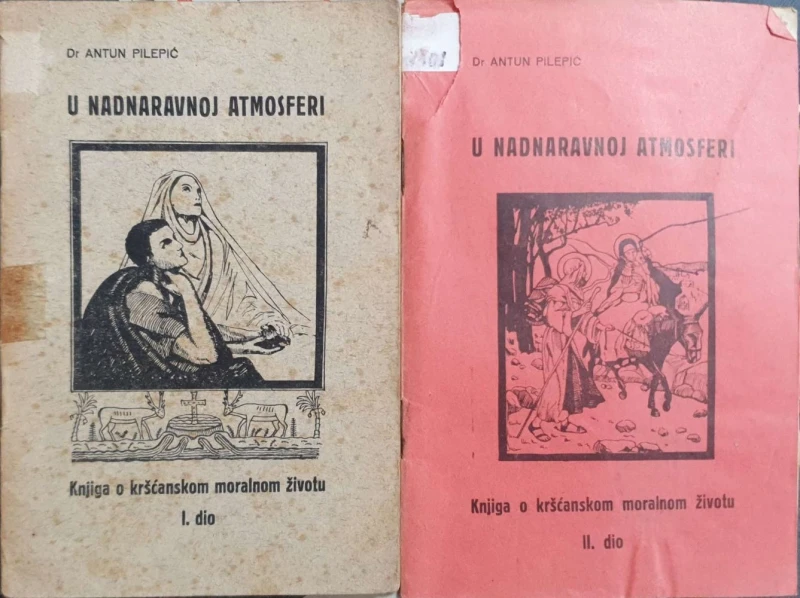 Dr ANTUN PILEPIĆ
U NADNARAVNOJ ATMOSFERI
Knjiga o kršćanskom moralnom životu
I. dio
Dr ANTUN PILEPIĆ
U NADNARAVNOJ ATMOSFERI
Knjiga o kršćanskom moralnom životu
II. dio